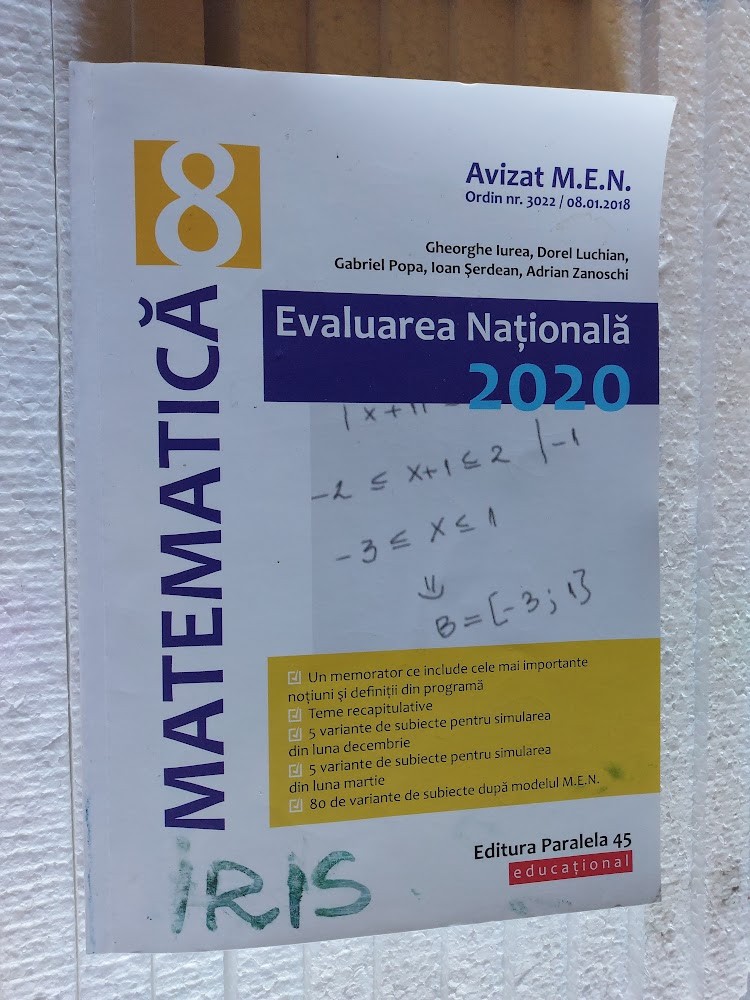 8
MATEMATICĂ
Avizat M.E.N.
Ordin nr. 3022 / 08.01.2018
Gheorghe Iurea, Dorel Luchian,
Gabriel Popa, Ioan Şerdean, Adrian Zanoschi
Evaluarea Națională
2020
-2 ≤ x+1 ≤ 2 |-1
-3 ≤ x ≤ 1
⇓
B = [-3; 1]
Un memorator ce include cele mai importante
noțiuni și definiții din programă
Teme recapitulative
5 variante de subiecte pentru simularea
din luna decembrie
5 variante de subiecte pentru simularea
din luna martie
80 de variante de subiecte după modelul M.E.N.
Editura Paralela 45
educațional
IRIS